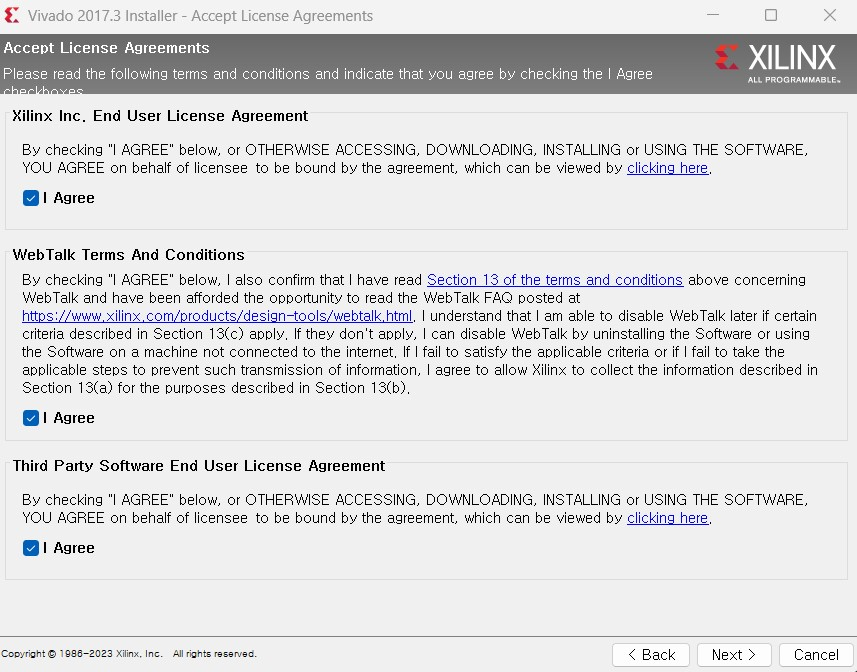 Vivado 2017.3 Installer - Accept License Agreements
Accept License Agreements
Please read the following terms and conditions and indicate that you agree by checking the I Agree
checkboxes.
XILINX
ALL PROGRAMMABLE™
Xilinx Inc. End User License Agreement
By checking "I AGREE" below, or OTHERWISE ACCESSING, DOWNLOADING, INSTALLING or USING THE SOFTWARE,
YOU AGREE on behalf of licensee to be bound by the agreement, which can be viewed by clicking here.
I Agree
WebTalk Terms And Conditions
By checking "I AGREE" below, I also confirm that I have read Section 13 of the terms and conditions above concerning
WebTalk and have been afforded the opportunity to read the WebTalk FAQ posted at
https://www.xilinx.com/products/design-tools/webtalk.html. I understand that I am able to disable WebTalk later if certain
criteria described in Section 13(c) apply. If they don't apply, I can disable WebTalk by uninstalling the Software or using
the Software on a machine not connected to the internet. If I fail to satisfy the applicable criteria or if I fail to take the
applicable steps to prevent such transmission of information, I agree to allow Xilinx to collect the information described in
Section 13(a) for the purposes described in Section 13(b).
I Agree
Third Party Software End User License Agreement
By checking "I AGREE" below, or OTHERWISE ACCESSING, DOWNLOADING, INSTALLING or USING THE SOFTWARE,
YOU AGREE on behalf of licensee to be bound by the agreement, which can be viewed by clicking here.
I Agree
Copyright © 1986-2023 Xilinx, Inc. All rights reserved.
< Back
Next >
Cancel